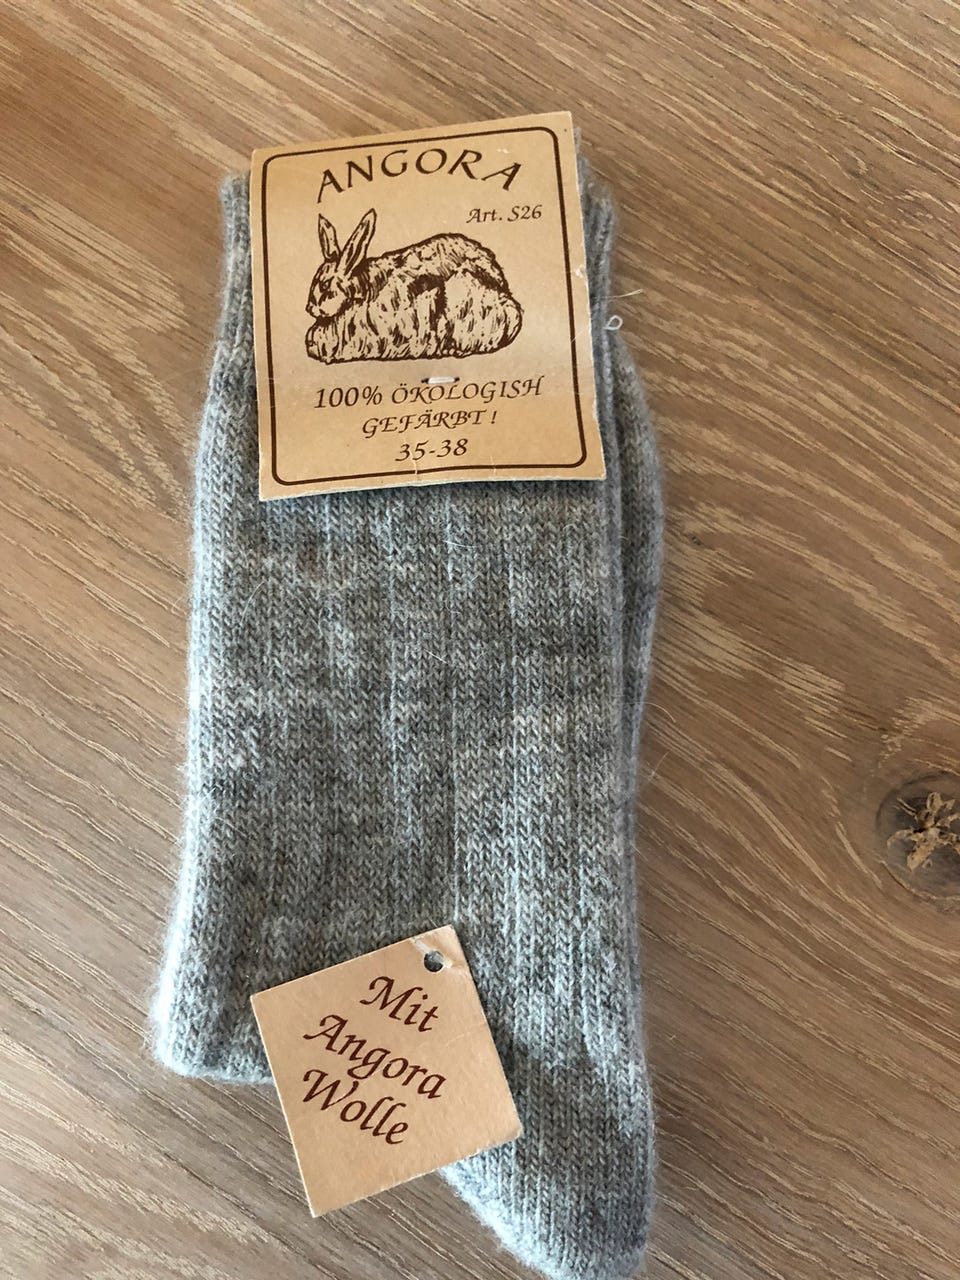 ANGORA
Art. S26
100% ÖKOLOGISH
GEFÄRBT !
35-38
Mit
Angora
Wolle